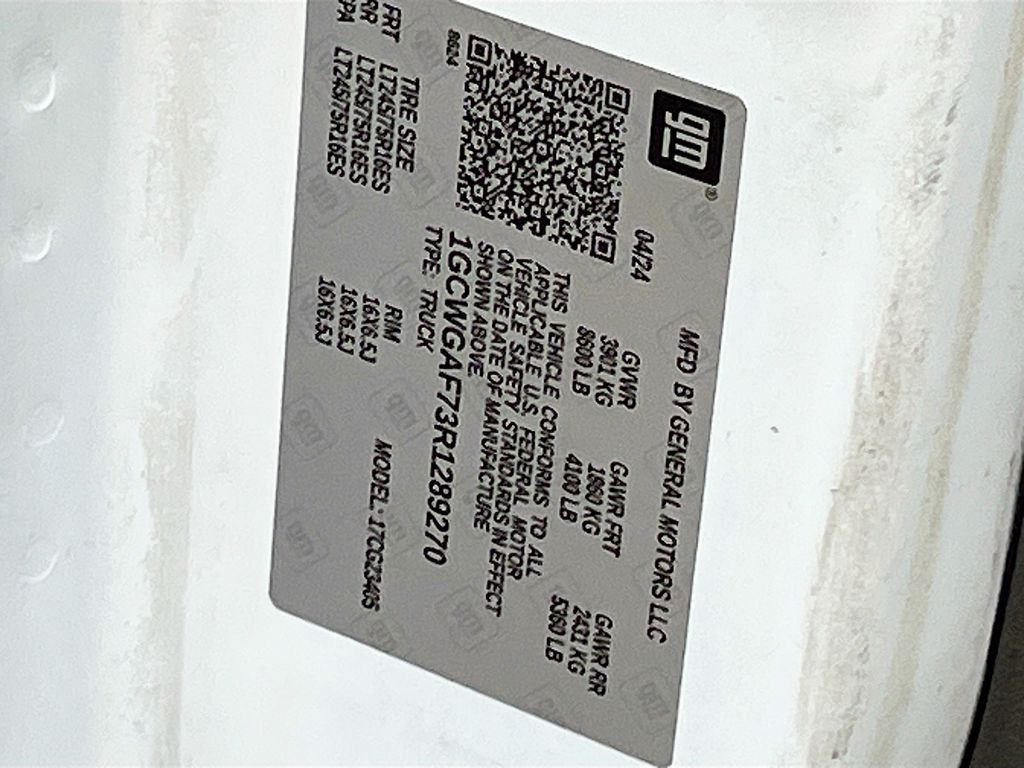 gm
MFD BY GENERAL MOTORS LLC
04/24
GVWR GAWR FRT GAWR RR
3901 KG 1860 KG 2431 KG
8600 LB 4100 LB 5360 LB
THIS VEHICLE CONFORMS TO ALL
APPLICABLE U.S. FEDERAL MOTOR
VEHICLE SAFETY STANDARDS IN EFFECT
ON THE DATE OF MANUFACTURE
SHOWN ABOVE.
8624
1GCWGAF73R1289270
TYPE: TRUCK
TIRE SIZE RIM MODEL: 17CG23405
FRT LT245/75R16ES 16X6.5J
RR LT245/75R16ES 16X6.5J
SPA LT245/75R16ES 16X6.5J